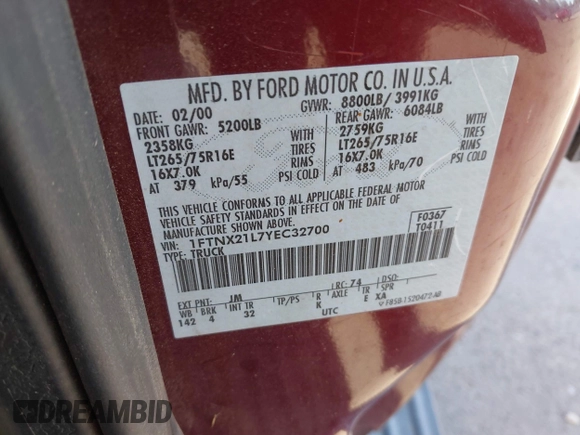 MFD. BY FORD MOTOR CO. IN U.S.A.
DATE: 02/00 GVWR: 8800LB/ 3991KG
FRONT GAWR: 5200LB REAR GAWR: 6084LB
2358KG WITH 2759KG WITH
LT265/75R16E TIRES LT265/75R16E TIRES
16X7.0K RIMS 16X7.0K RIMS
AT 379 kPa/55 PSI COLD AT 483 kPa/70 PSI COLD
THIS VEHICLE CONFORMS TO ALL APPLICABLE FEDERAL MOTOR
VEHICLE SAFETY STANDARDS IN EFFECT ON THE DATE OF
MANUFACTURE SHOWN ABOVE.
VIN: 1FTNX21L7YEC32700 F0367
TYPE: TRUCK T0411
EXT PNT: JM RC: 74 DSO:
WB BRK INT TR TP/PS R AXLE TR SPR
142 4 32 K E XA
UTC F85B-1520472-AB
DREAMBID